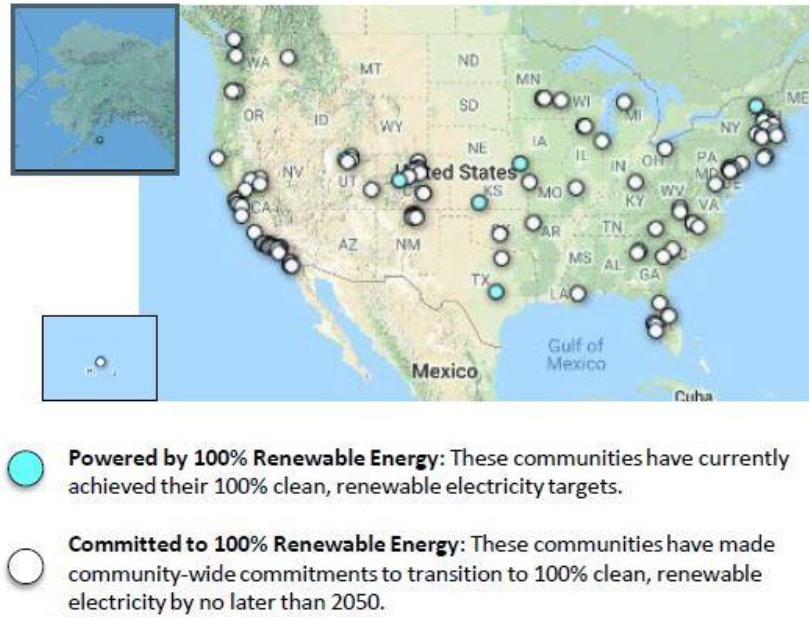 WA
MT
ND
MN
ME
OR
ID
WY
SD
WI
MI
NY
NE
IA
NV
UT
United States
IL
IN
OH
PA
MD
DE
CA
KS
MO
KY
WV
VA
AZ
NM
AR
TN
TX
MS
AL
GA
LA
Gulf of
Mexico
Mexico
Cuba
Powered by 100% Renewable Energy: These communities have currently
achieved their 100% clean, renewable electricity targets.
Committed to 100% Renewable Energy: These communities have made
community-wide commitments to transition to 100% clean, renewable
electricity by no later than 2050.